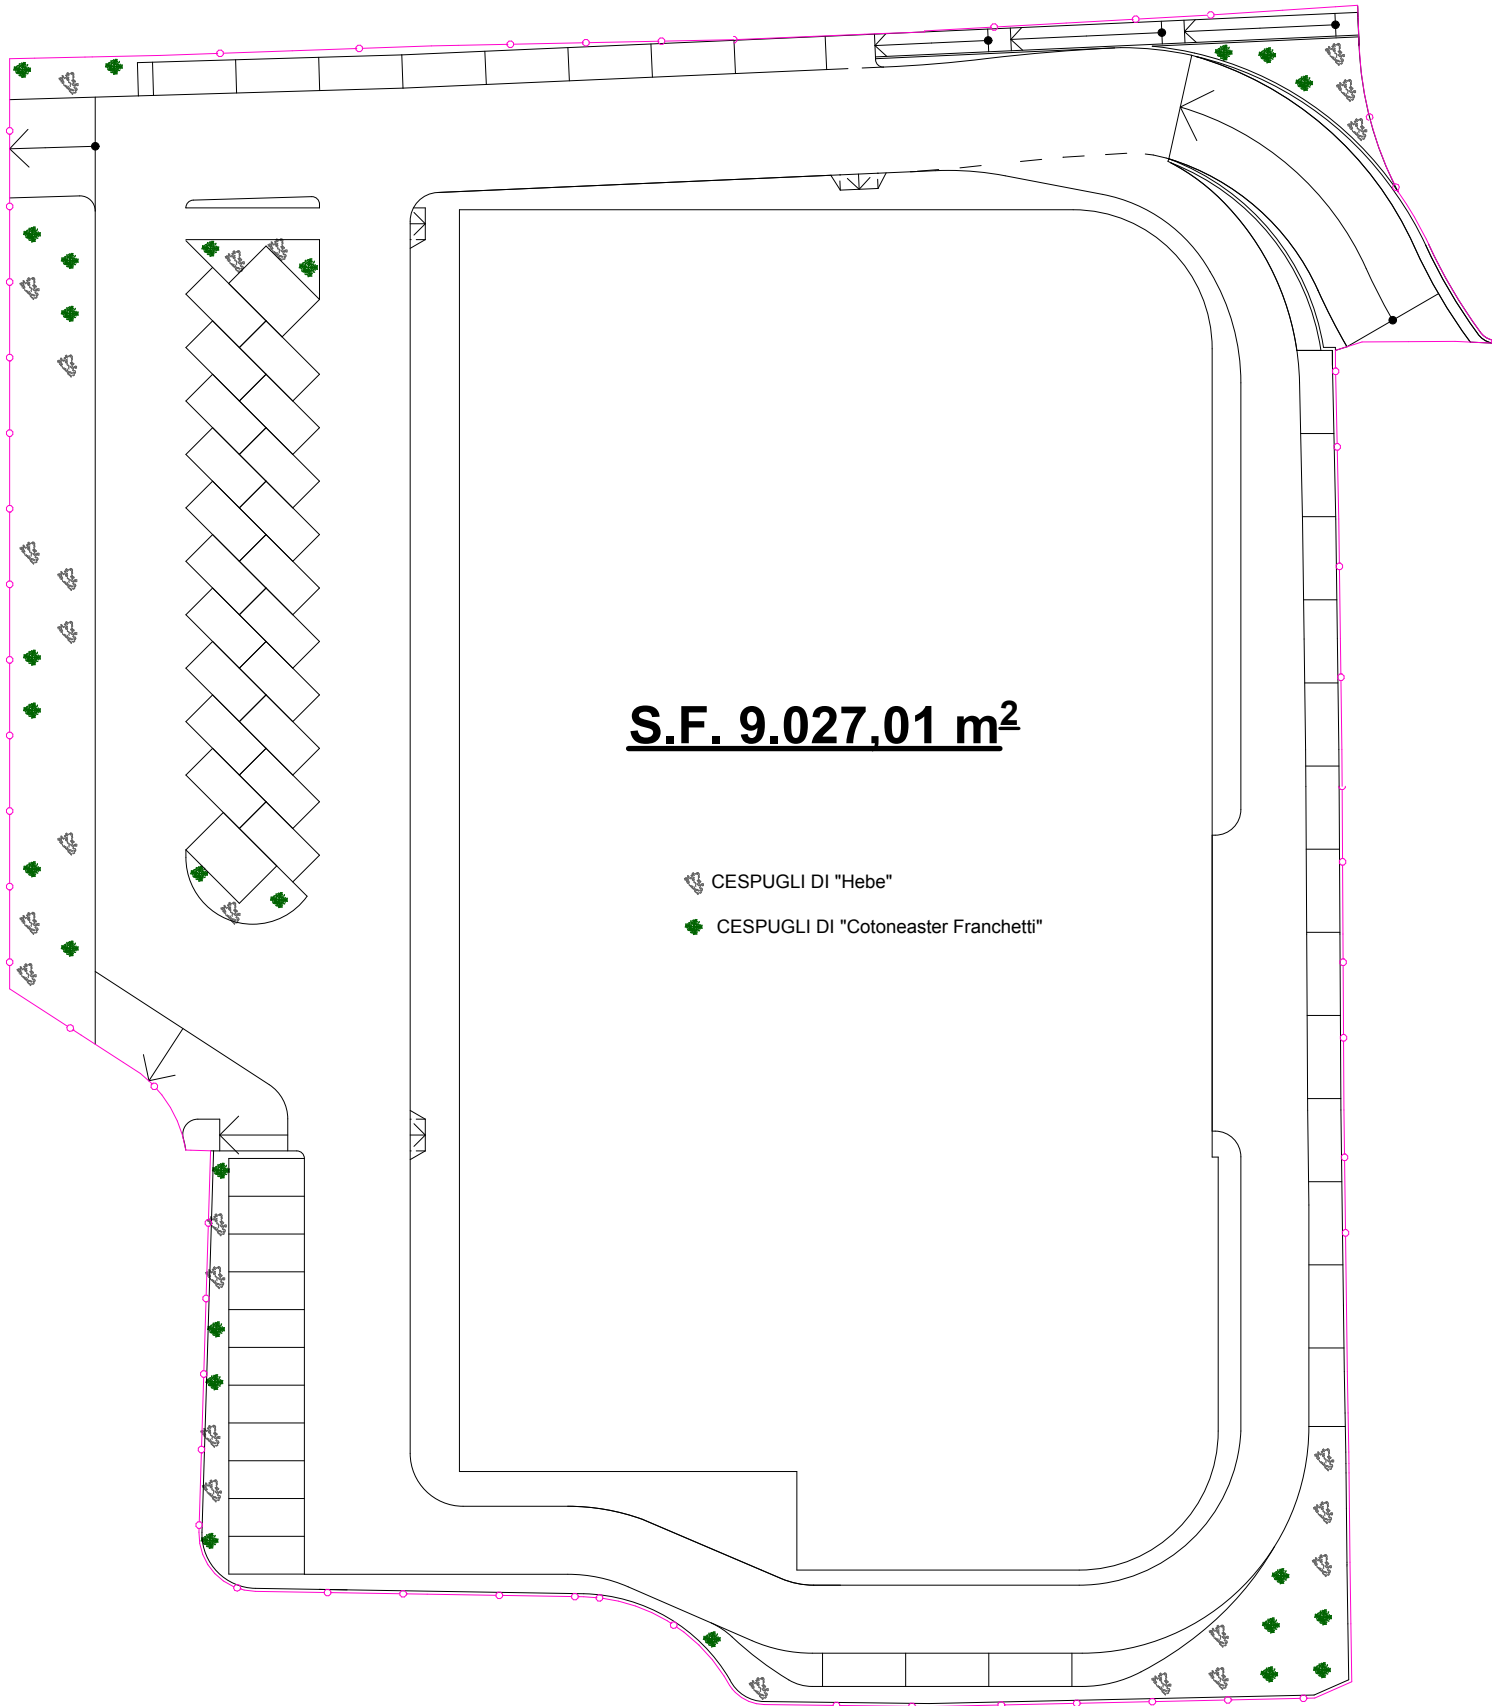 S.F. 9.027,01 m²
CESPUGLI DI "Hebe"
CESPUGLI DI "Cotoneaster Franchetti"